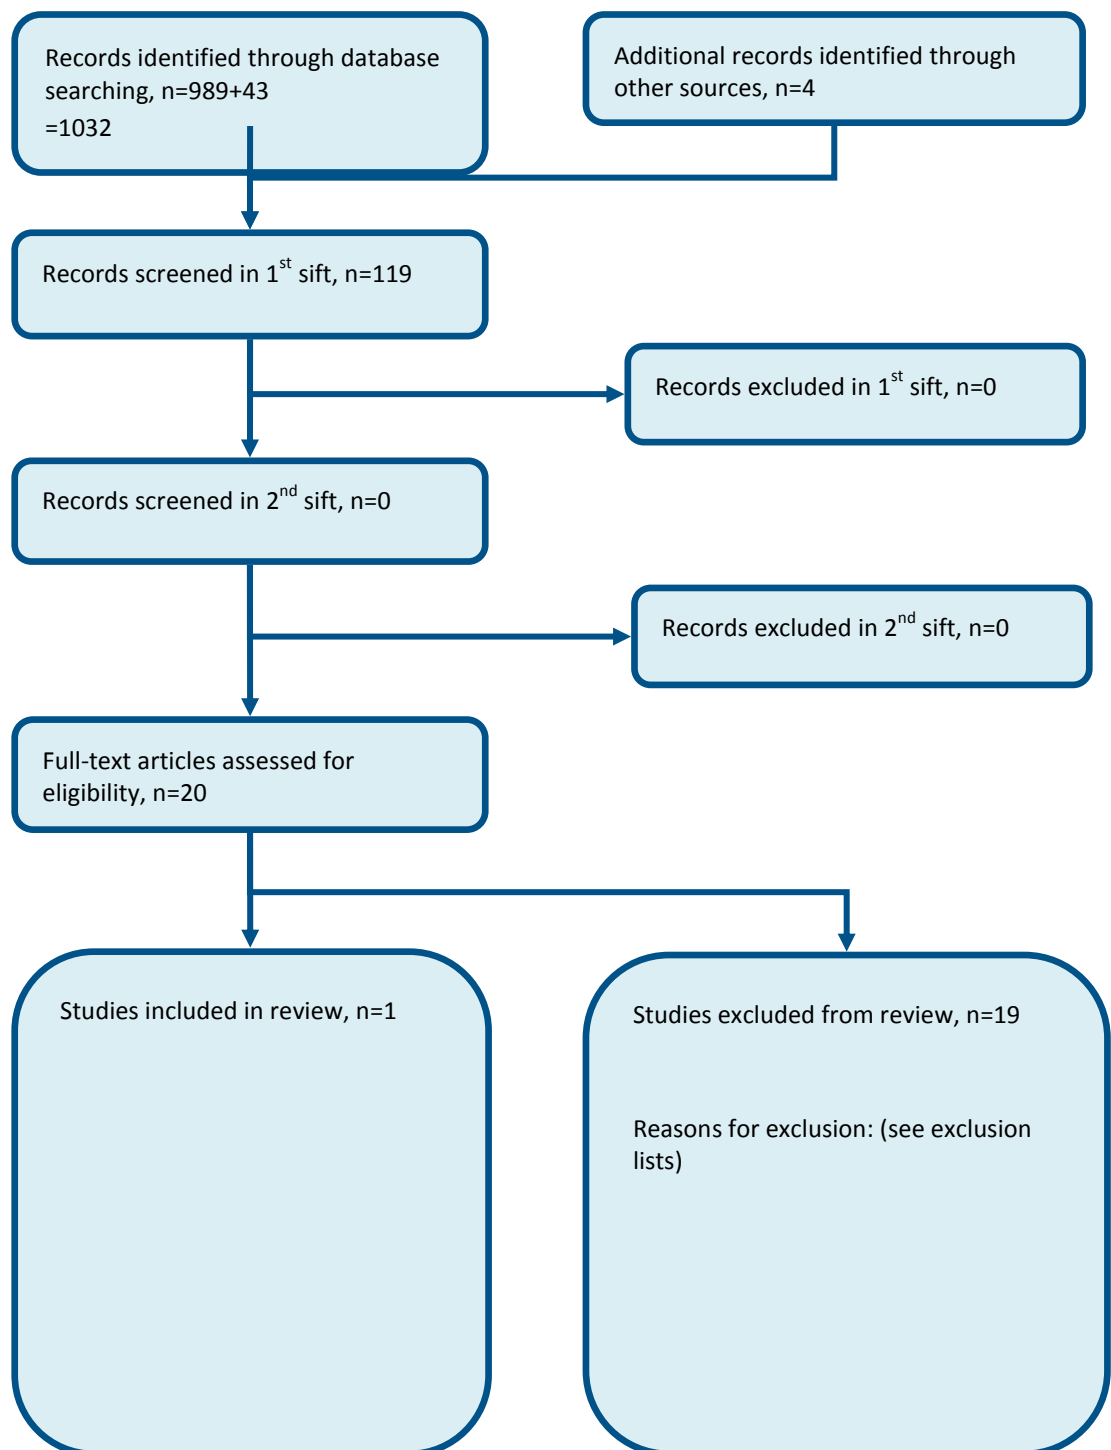 Records identified through database
searching, n=989+43
=1032
Additional records identified through
other sources, n=4
Records screened in 1st sift, n=119
Records excluded in 1st sift, n=0
Records screened in 2nd sift, n=0
Records excluded in 2nd sift, n=0
Full-text articles assessed for
eligibility, n=20
Studies included in review, n=1
Studies excluded from review, n=19
Reasons for exclusion: (see exclusion
lists)